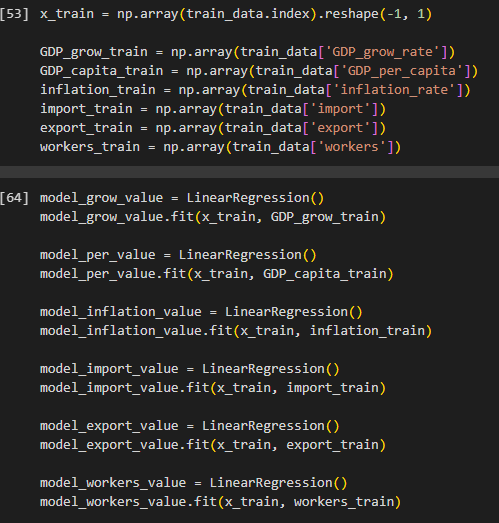 [53] x_train = np.array(train_data.index).reshape(-1, 1)
GDP_grow_train = np.array(train_data['GDP_grow_rate'])
GDP_capita_train = np.array(train_data['GDP_per_capita'])
inflation_train = np.array(train_data['inflation_rate'])
import_train = np.array(train_data['import'])
export_train = np.array(train_data['export'])
workers_train = np.array(train_data['workers'])
[64] model_grow_value = LinearRegression()
model_grow_value.fit(x_train, GDP_grow_train)
model_per_value = LinearRegression()
model_per_value.fit(x_train, GDP_capita_train)
model_inflation_value = LinearRegression()
model_inflation_value.fit(x_train, inflation_train)
model_import_value = LinearRegression()
model_import_value.fit(x_train, import_train)
model_export_value = LinearRegression()
model_export_value.fit(x_train, export_train)
model_workers_value = LinearRegression()
model_workers_value.fit(x_train, workers_train)